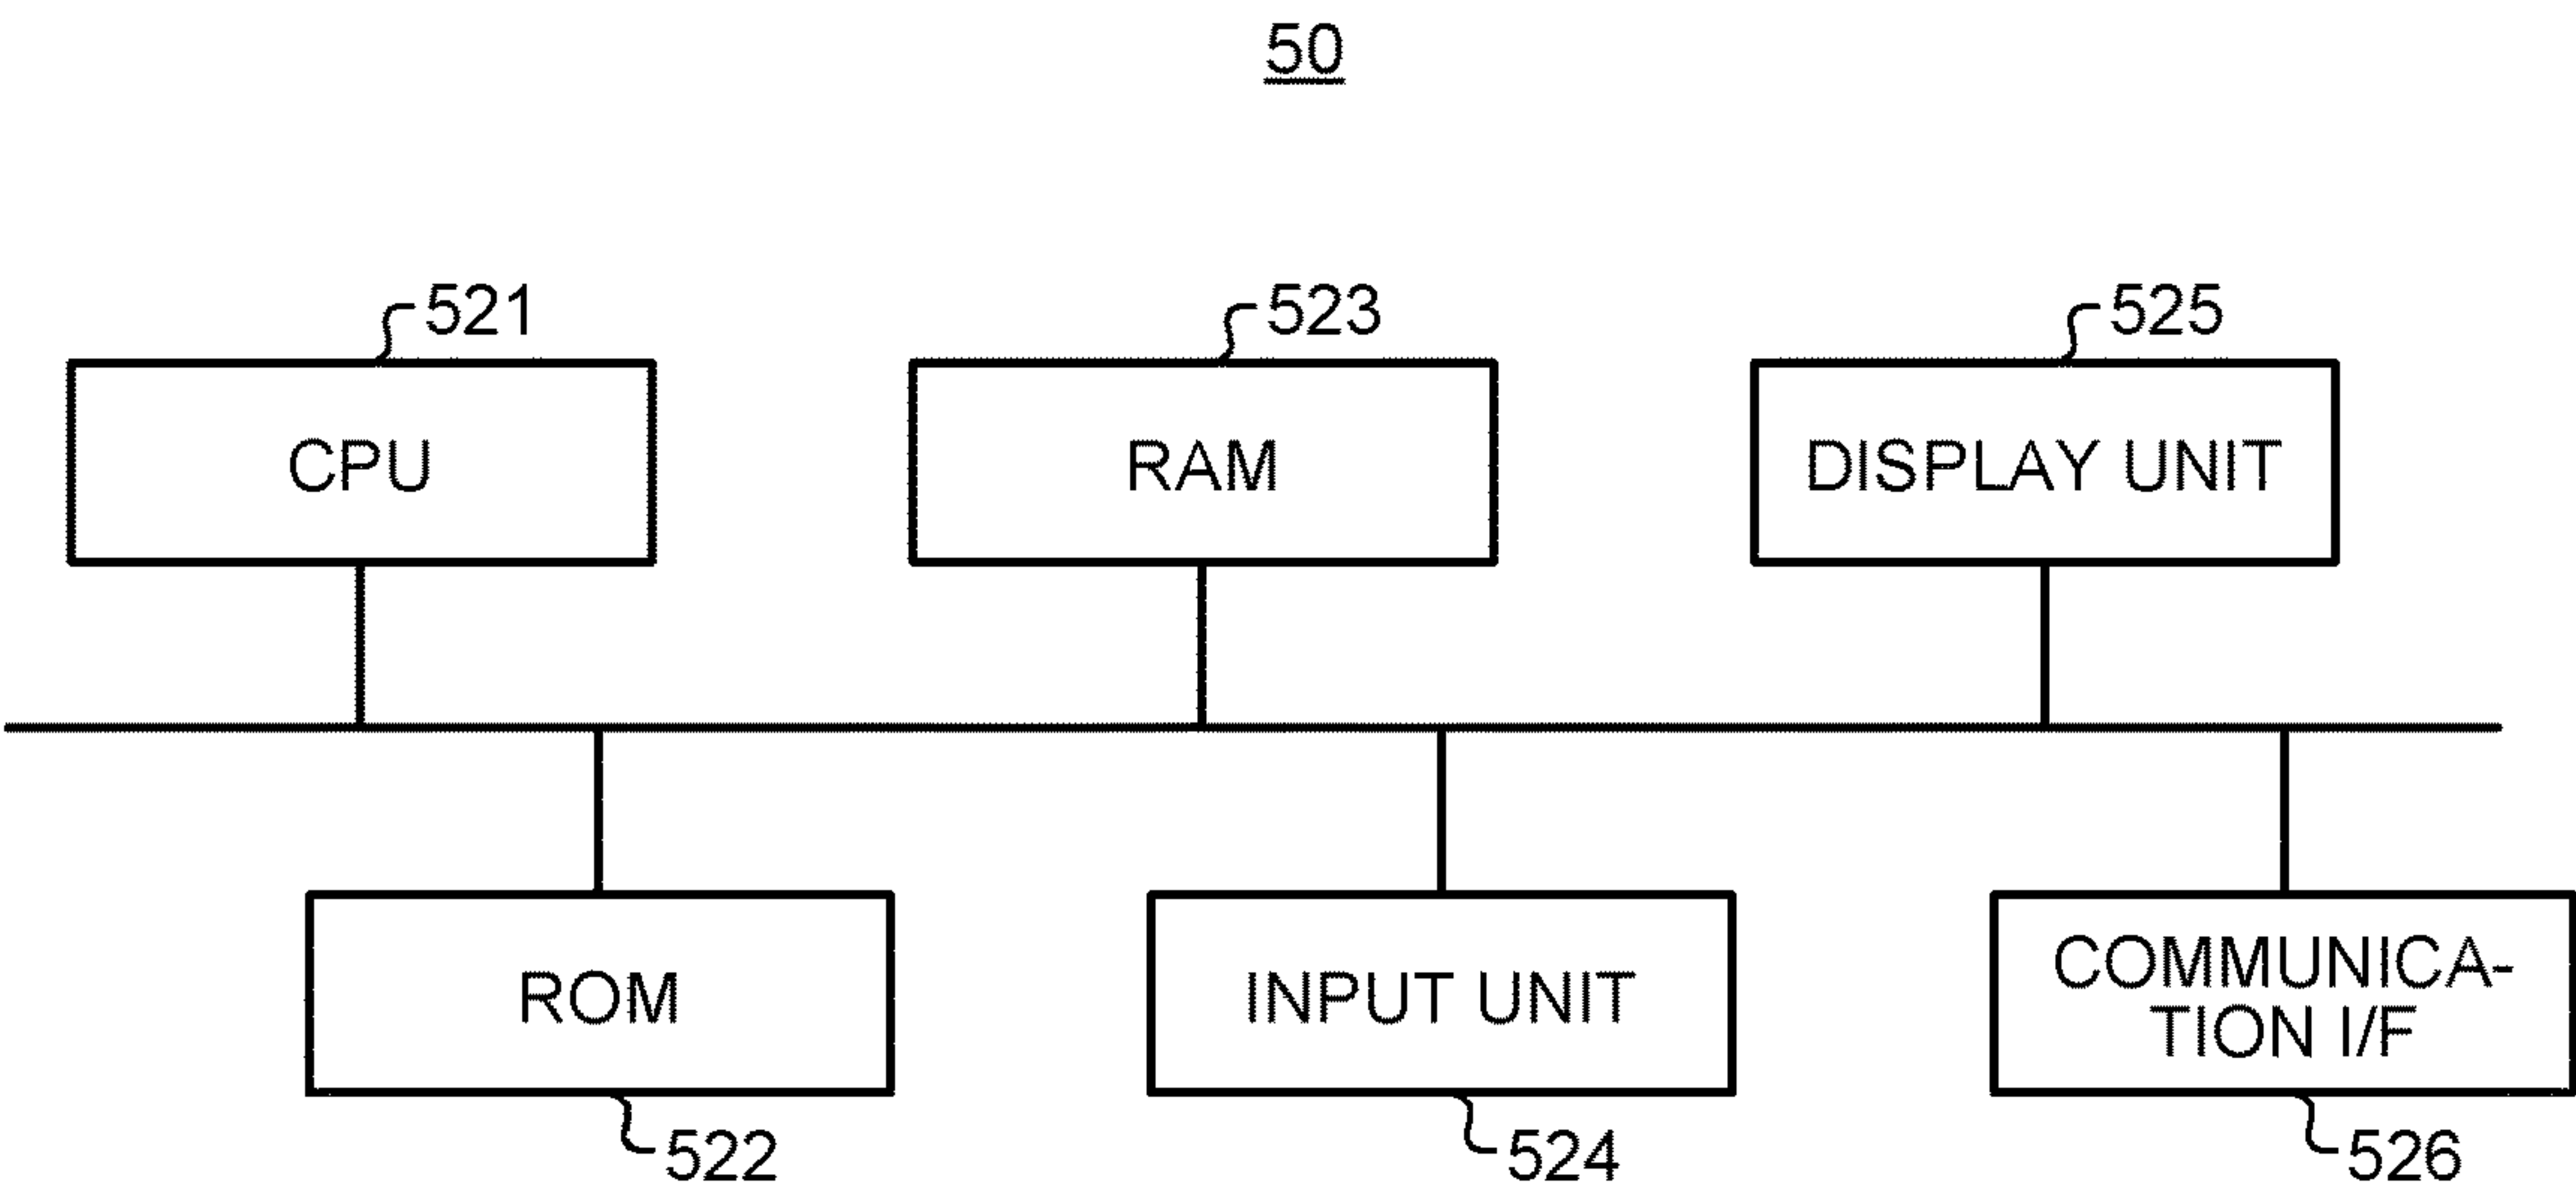 50
521
523
525
CPU
RAM
DISPLAY UNIT
ROM
INPUT UNIT
COMMUNICA-
TION I/F
522
524
526